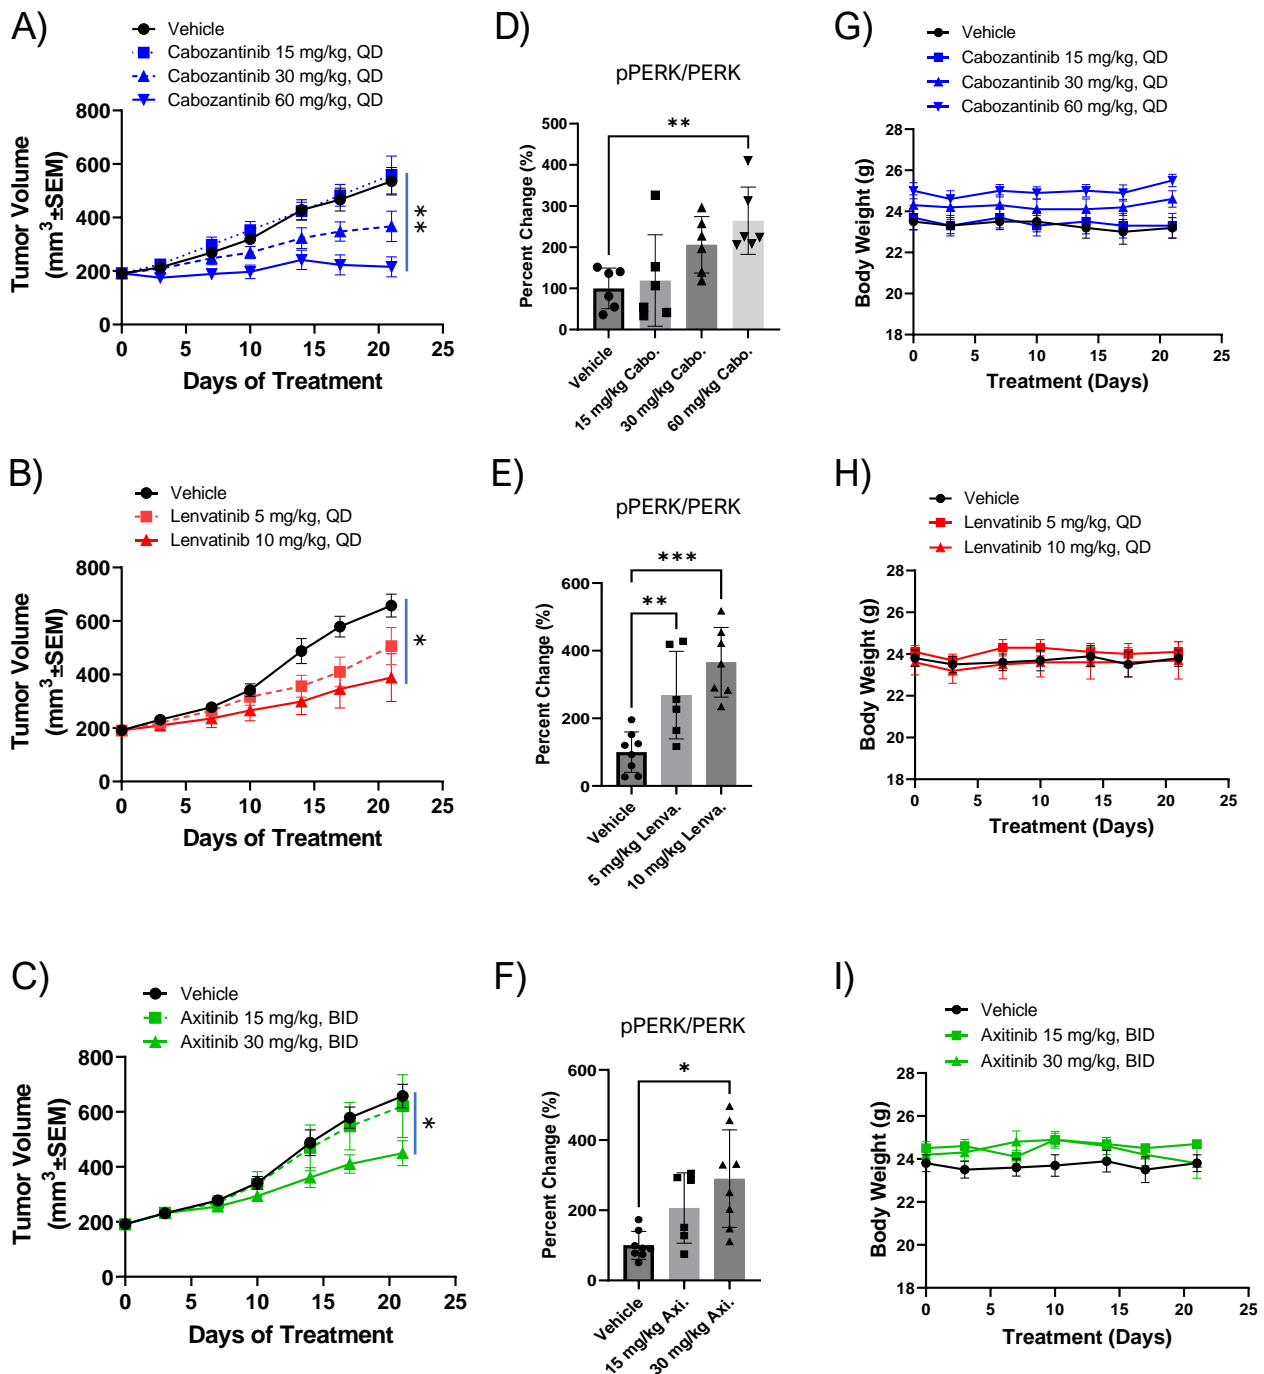 A)
Vehicle
Cabozantinib 15 mg/kg, QD
Cabozantinib 30 mg/kg, QD
Cabozantinib 60 mg/kg, QD
800
600
400
200
0
Tumor Volume
(mm³±SEM)
**
0 5 10 15 20 25
Days of Treatment
D)
pPERK/PERK
**
500
400
300
200
100
0
Percent Change (%)
Vehicle
15 mg/kg Cabo.
30 mg/kg Cabo.
60 mg/kg Cabo.
G)
Vehicle
Cabozantinib 15 mg/kg, QD
Cabozantinib 30 mg/kg, QD
Cabozantinib 60 mg/kg, QD
28
26
24
22
20
18
Body Weight (g)
0 5 10 15 20 25
Treatment (Days)
B)
Vehicle
Lenvatinib 5 mg/kg, QD
Lenvatinib 10 mg/kg, QD
800
600
400
200
0
Tumor Volume
(mm³±SEM)
*
0 5 10 15 20 25
Days of Treatment
E)
pPERK/PERK
***
**
600
400
200
0
Percent Change (%)
Vehicle
5 mg/kg Lenva.
10 mg/kg Lenva.
H)
Vehicle
Lenvatinib 5 mg/kg, QD
Lenvatinib 10 mg/kg, QD
28
26
24
22
20
18
Body Weight (g)
0 5 10 15 20 25
Treatment (Days)
C)
Vehicle
Axitinib 15 mg/kg, BID
Axitinib 30 mg/kg, BID
800
600
400
200
0
Tumor Volume
(mm³±SEM)
*
0 5 10 15 20 25
Days of Treatment
F)
pPERK/PERK
*
600
400
200
0
Percent Change (%)
Vehicle
15 mg/kg Axi.
30 mg/kg Axi.
I)
Vehicle
Axitinib 15 mg/kg, BID
Axitinib 30 mg/kg, BID
28
26
24
22
20
18
Body Weight (g)
0 5 10 15 20 25
Treatment (Days)